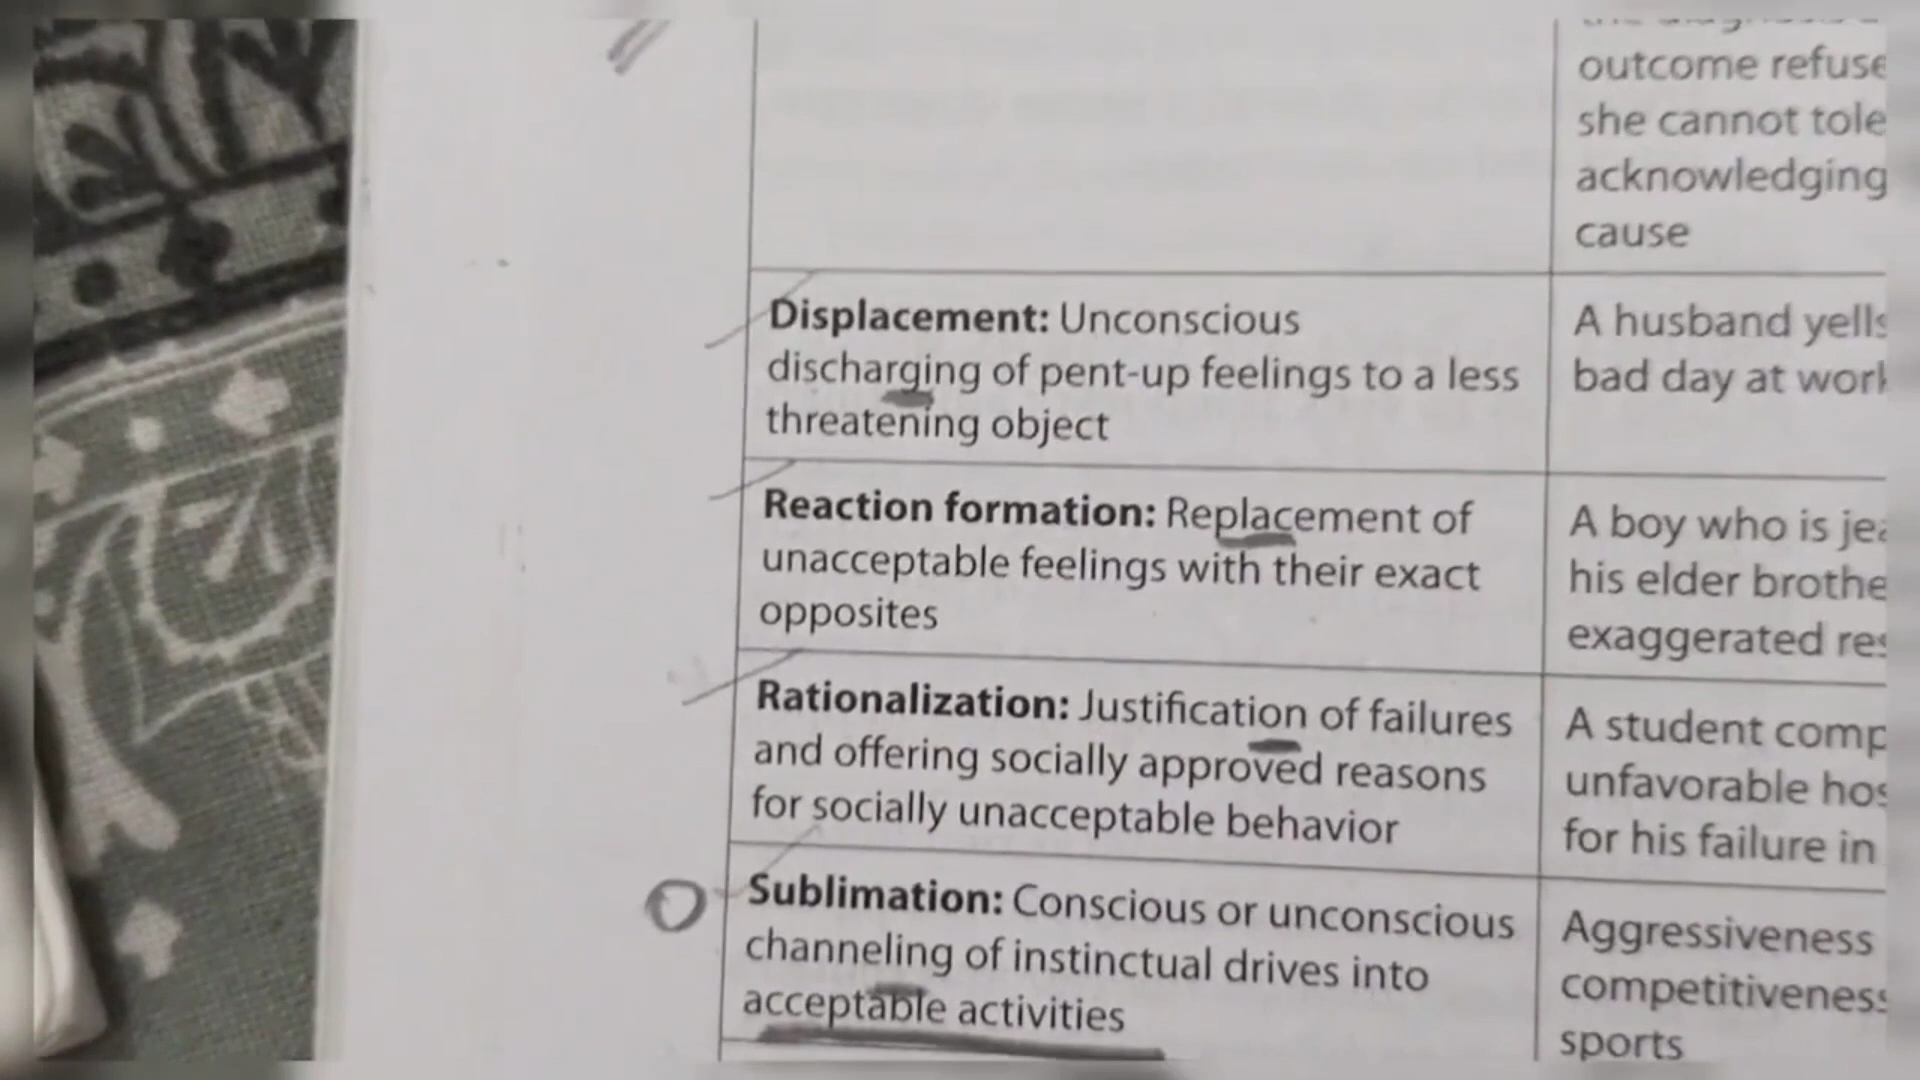 outcome refuse
she cannot tole
acknowledging
cause
Displacement: Unconscious
discharging of pent-up feelings to a less
threatening object
A husband yells
bad day at work
Reaction formation: Replacement of
unacceptable feelings with their exact
opposites
A boy who is jea
his elder brothe
exaggerated res
Rationalization: Justification of failures
and offering socially approved reasons
for socially unacceptable behavior
A student comp
unfavorable hos
for his failure in
Sublimation: Conscious or unconscious
channeling of instinctual drives into
acceptable activities
Aggressiveness
competitiveness
sports